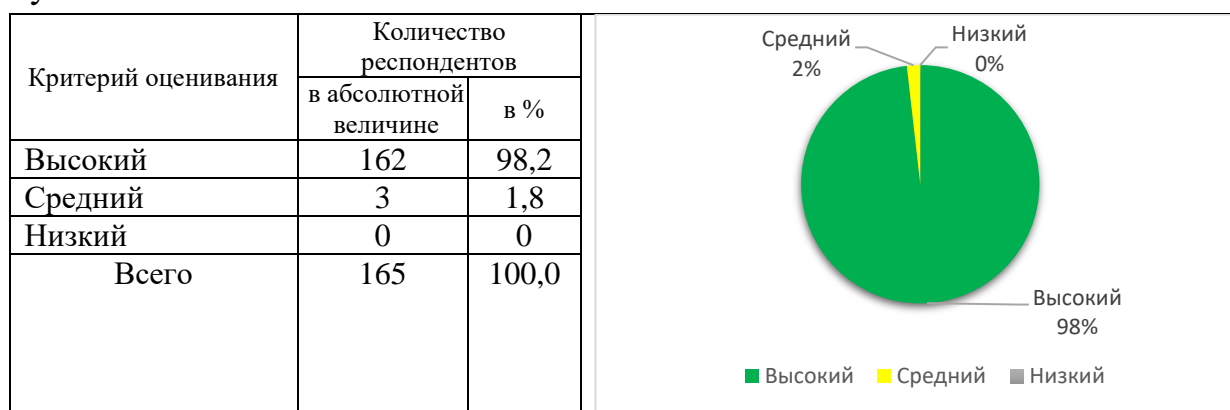 Критерий оценивания
Количество
респондентов
в абсолютной
величине
в %
Высокий 162 98,2
Средний 3 1,8
Низкий 0 0
Всего 165 100,0
Средний
2%
Низкий
0%
Высокий
98%
Высокий Средний Низкий